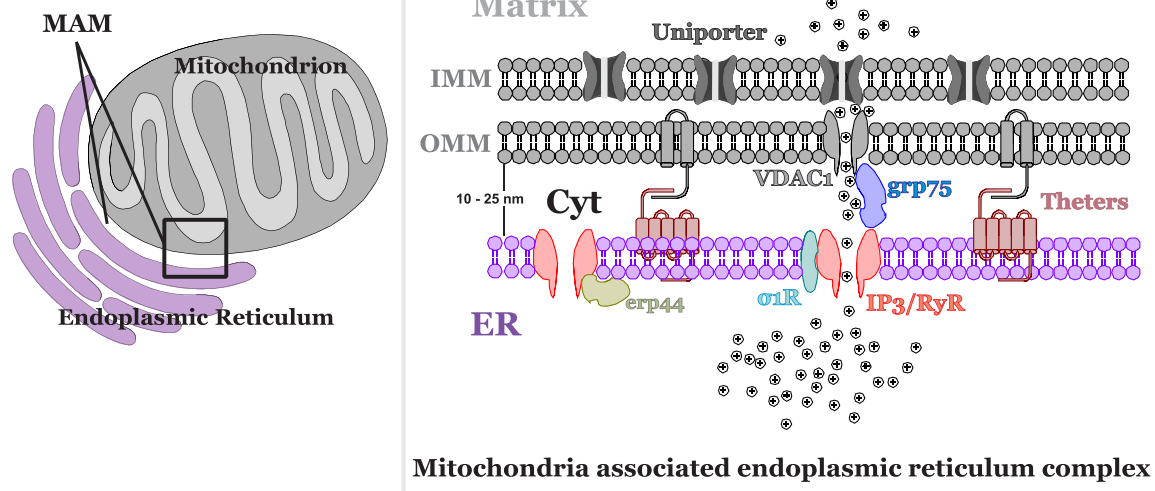 MAM
Mitochondrion
Endoplasmic Reticulum
Matrix
Uniporter
IMM
OMM
VDAC1
grp75
10 - 25 nm
Cyt
Theters
σ1R
erp44
IP3/RyR
ER
Mitochondria associated endoplasmic reticulum complex